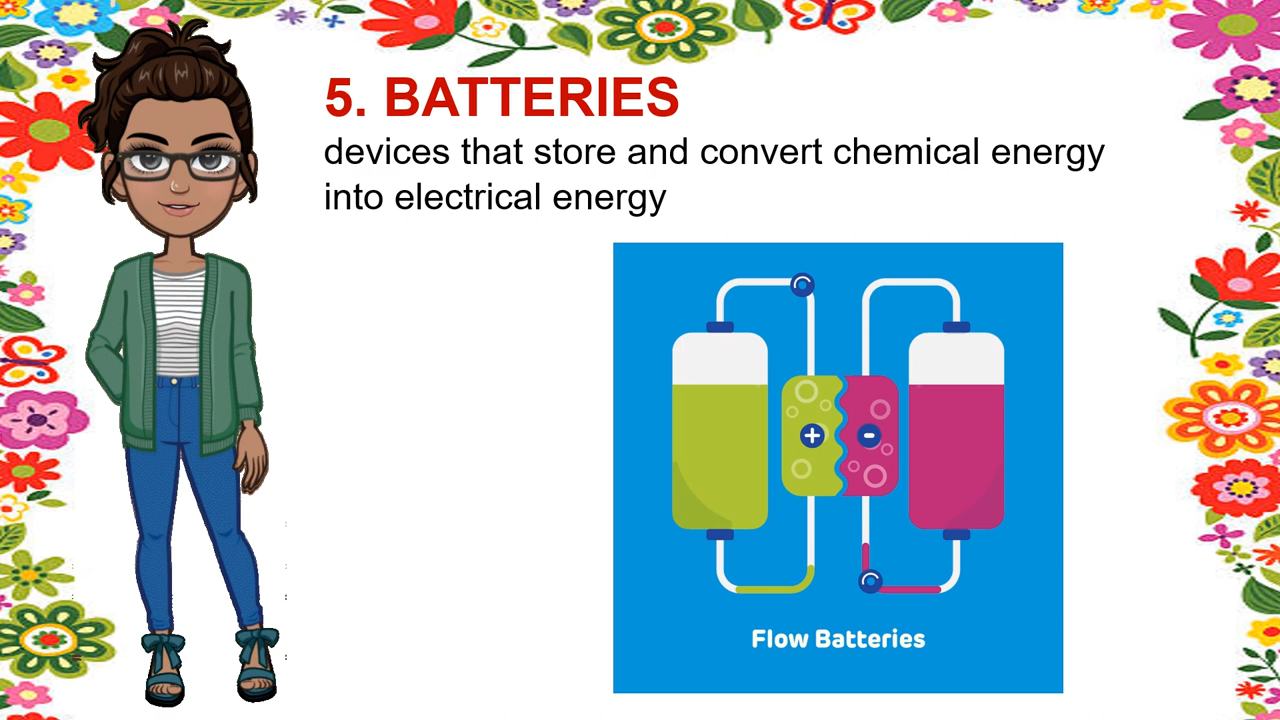 5. BATTERIES
devices that store and convert chemical energy
into electrical energy
+ -
Flow Batteries